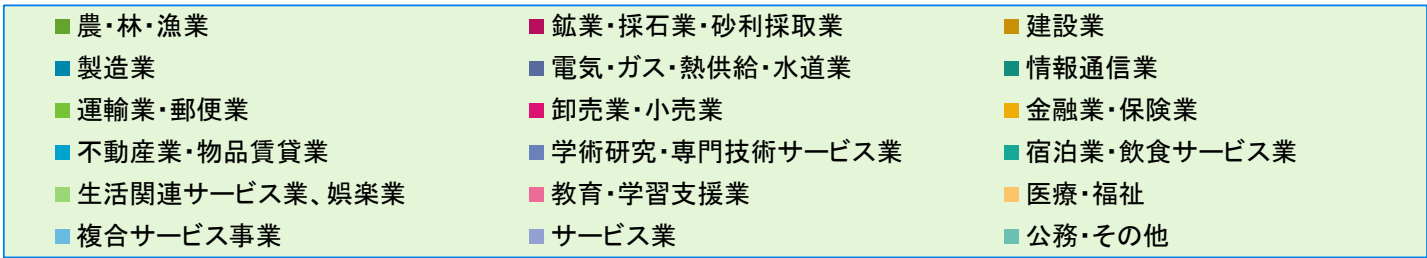 農・林・漁業 鉱業・採石業・砂利採取業 建設業
製造業 電気・ガス・熱供給・水道業 情報通信業
運輸業・郵便業 卸売業・小売業 金融業・保険業
不動産業・物品賃貸業 学術研究・専門技術サービス業 宿泊業・飲食サービス業
生活関連サービス業、娯楽業 教育・学習支援業 医療・福祉
複合サービス事業 サービス業 公務・その他